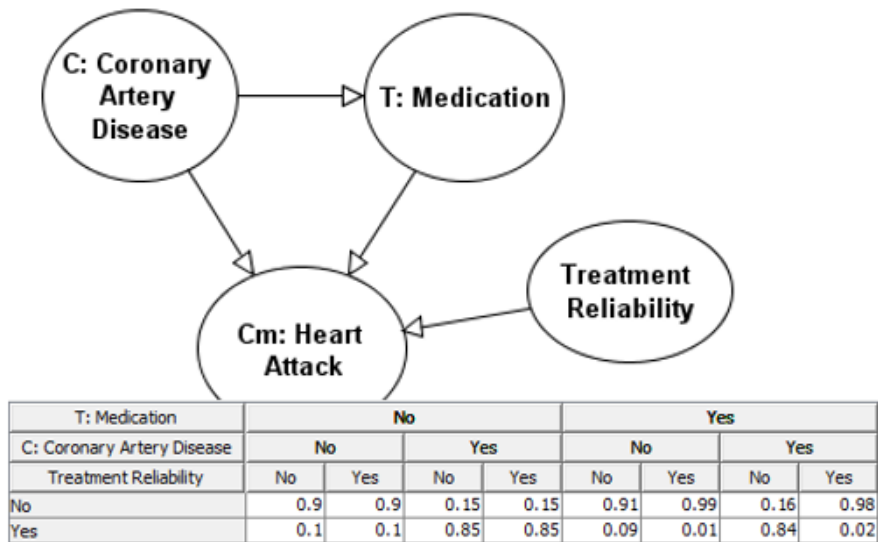 C: Coronary
Artery
Disease
T: Medication
Treatment
Reliability
Cm: Heart
Attack
T: Medication No Yes
C: Coronary Artery Disease No Yes No Yes
Treatment Reliability No Yes No Yes No Yes No Yes
No 0.9 0.9 0.15 0.15 0.91 0.99 0.16 0.98
Yes 0.1 0.1 0.85 0.85 0.09 0.01 0.84 0.02